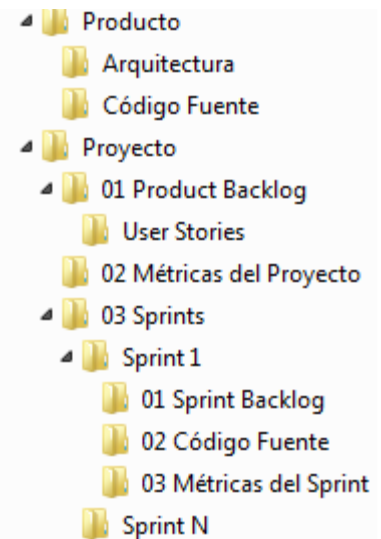 Producto
Arquitectura
Código Fuente
Proyecto
01 Product Backlog
User Stories
02 Métricas del Proyecto
03 Sprints
Sprint 1
01 Sprint Backlog
02 Código Fuente
03 Métricas del Sprint
Sprint N